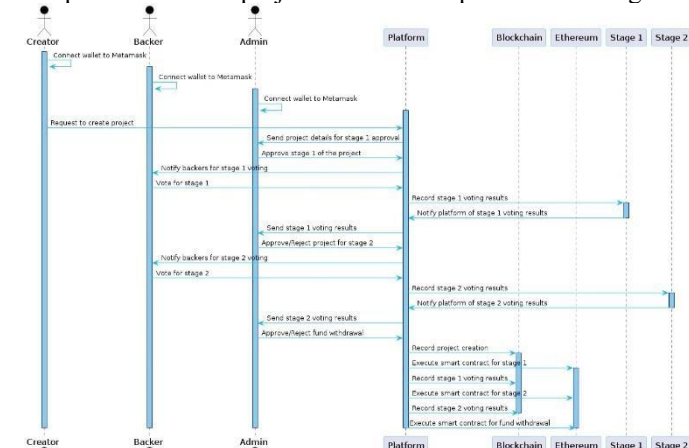 Creator Backer Admin Platform Blockchain Ethereum Stage 1 Stage 2
Connect wallet to Metamask
Connect wallet to Metamask
Connect wallet to Metamask
Request to create project
Send project details for stage 1 approval
Approve stage 1 of the project
Notify backers for stage 1 voting
Vote for stage 1
Record stage 1 voting results
Notify platform of stage 1 voting results
Send stage 1 voting results
Approve/Reject project for stage 2
Notify backers for stage 2 voting
Vote for stage 2
Record stage 2 voting results
Notify platform of stage 2 voting results
Send stage 2 voting results
Approve/Reject fund withdrawal
Record project creation
Execute smart contract for stage 1
Record stage 1 voting results
Execute smart contract for stage 2
Record stage 2 voting results
Execute smart contract for fund withdrawal
Creator Backer Admin Platform Blockchain Ethereum Stage 1 Stage 2